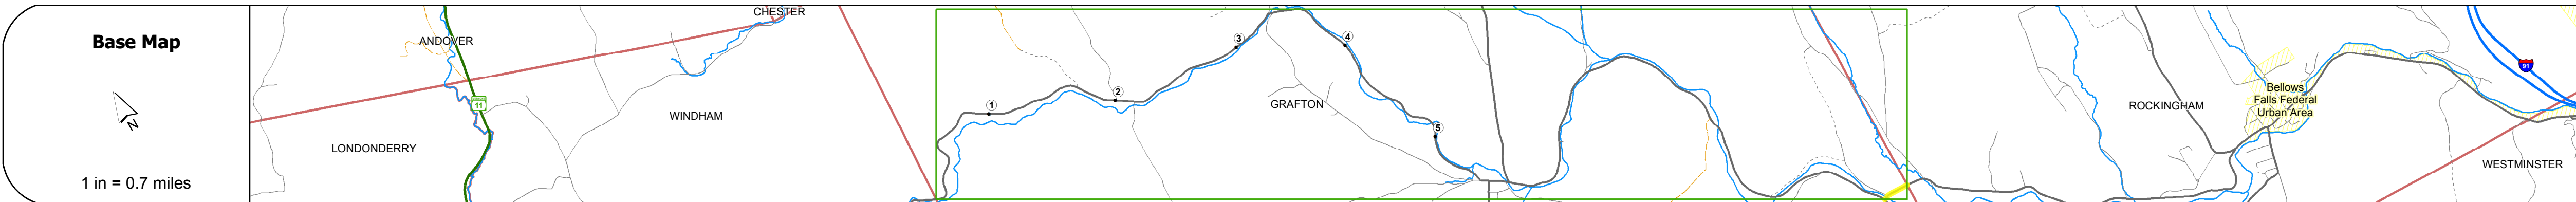 Base Map
N
1 in = 0.7 miles
CHESTER
ANDOVER
11
WINDHAM
LONDONDERRY
1
2
3
4
5
GRAFTON
ROCKINGHAM
Bellows
Falls Federal
Urban Area
91
WESTMINSTER